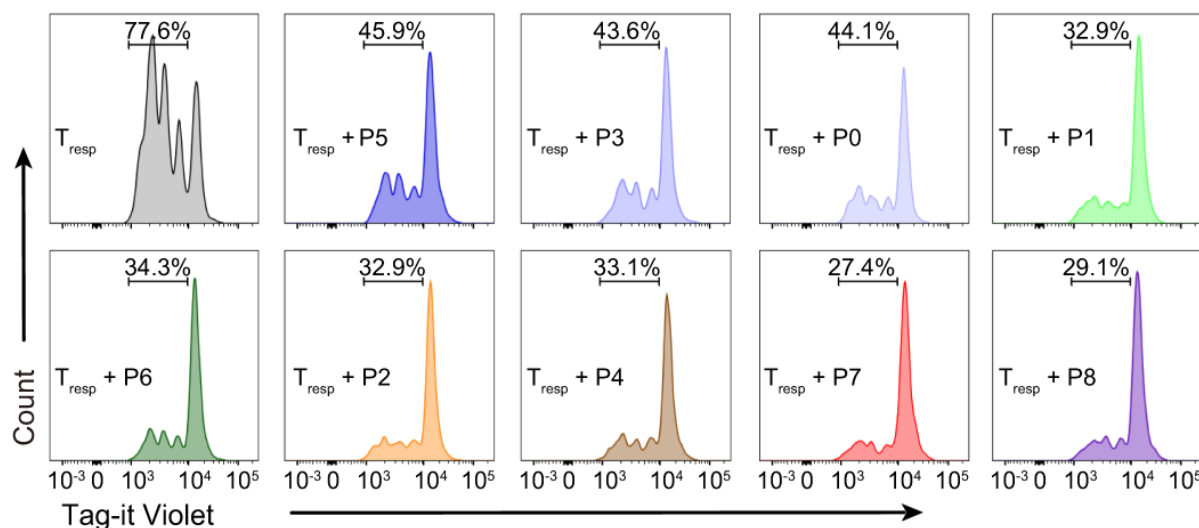 77.6% 45.9% 43.6% 44.1% 32.9%
Tresp Tresp + P5 Tresp + P3 Tresp + P0 Tresp + P1
34.3% 32.9% 33.1% 27.4% 29.1%
Tresp + P6 Tresp + P2 Tresp + P4 Tresp + P7 Tresp + P8
Count
10-3 0 103 104 105 10-3 0 103 104 105 10-3 0 103 104 105 10-3 0 103 104 105 10-3 0 103 104 105
Tag-it Violet